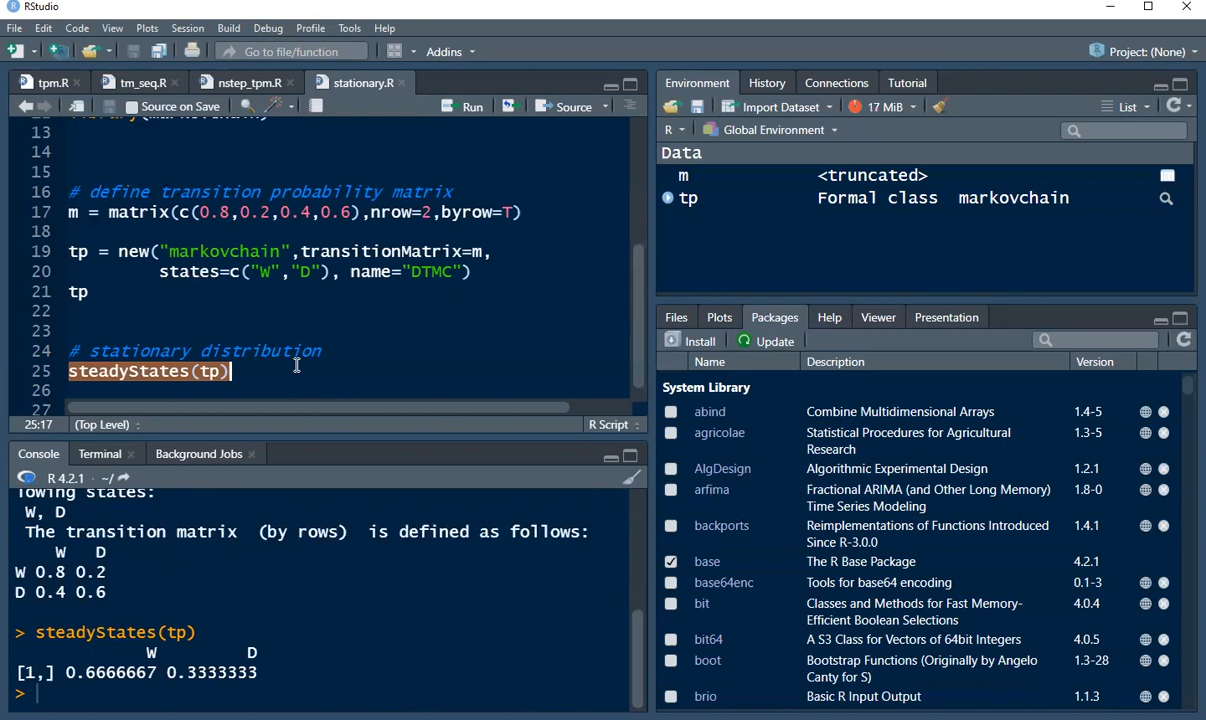 RStudio
File Edit Code View Plots Session Build Debug Profile Tools Help
Go to file/function Addins Project: (None)
tpm.R tm_seq.R nstep_tpm.R stationary.R
Source on Save Run Source
13
14
15
16 # define transition probability matrix
17 m = matrix(c(0.8,0.2,0.4,0.6),nrow=2,byrow=T)
18
19 tp = new("markovchain",transitionMatrix=m,
20 states=c("W","D"), name="DTMC")
21 tp
22
23
24 # stationary distribution
25 steadyStates(tp)
26
27
25:17 (Top Level) R Script
Console Terminal Background Jobs
R 4.2.1 · ~/
lowing states:
W, D
The transition matrix (by rows) is defined as follows:
W D
W 0.8 0.2
D 0.4 0.6
> steadyStates(tp)
W D
[1,] 0.6666667 0.3333333
>
Environment History Connections Tutorial
Import Dataset 17 MiB List
R Global Environment
Data
m <truncated>
tp Formal class markovchain
Files Plots Packages Help Viewer Presentation
Install Update
Name Description Version
System Library
abind Combine Multidimensional Arrays 1.4-5
agricolae Statistical Procedures for Agricultural 1.3-5
Research
AlgDesign Algorithmic Experimental Design 1.2.1
arfima Fractional ARIMA (and Other Long Memory) 1.8-0
Time Series Modeling
backports Reimplementations of Functions Introduced 1.4.1
Since R-3.0.0
base The R Base Package 4.2.1
base64enc Tools for base64 encoding 0.1-3
bit Classes and Methods for Fast Memory- 4.0.4
Efficient Boolean Selections
bit64 A S3 Class for Vectors of 64bit Integers 4.0.5
boot Bootstrap Functions (Originally by Angelo 1.3-28
Canty for S)
brio Basic R Input Output 1.1.3